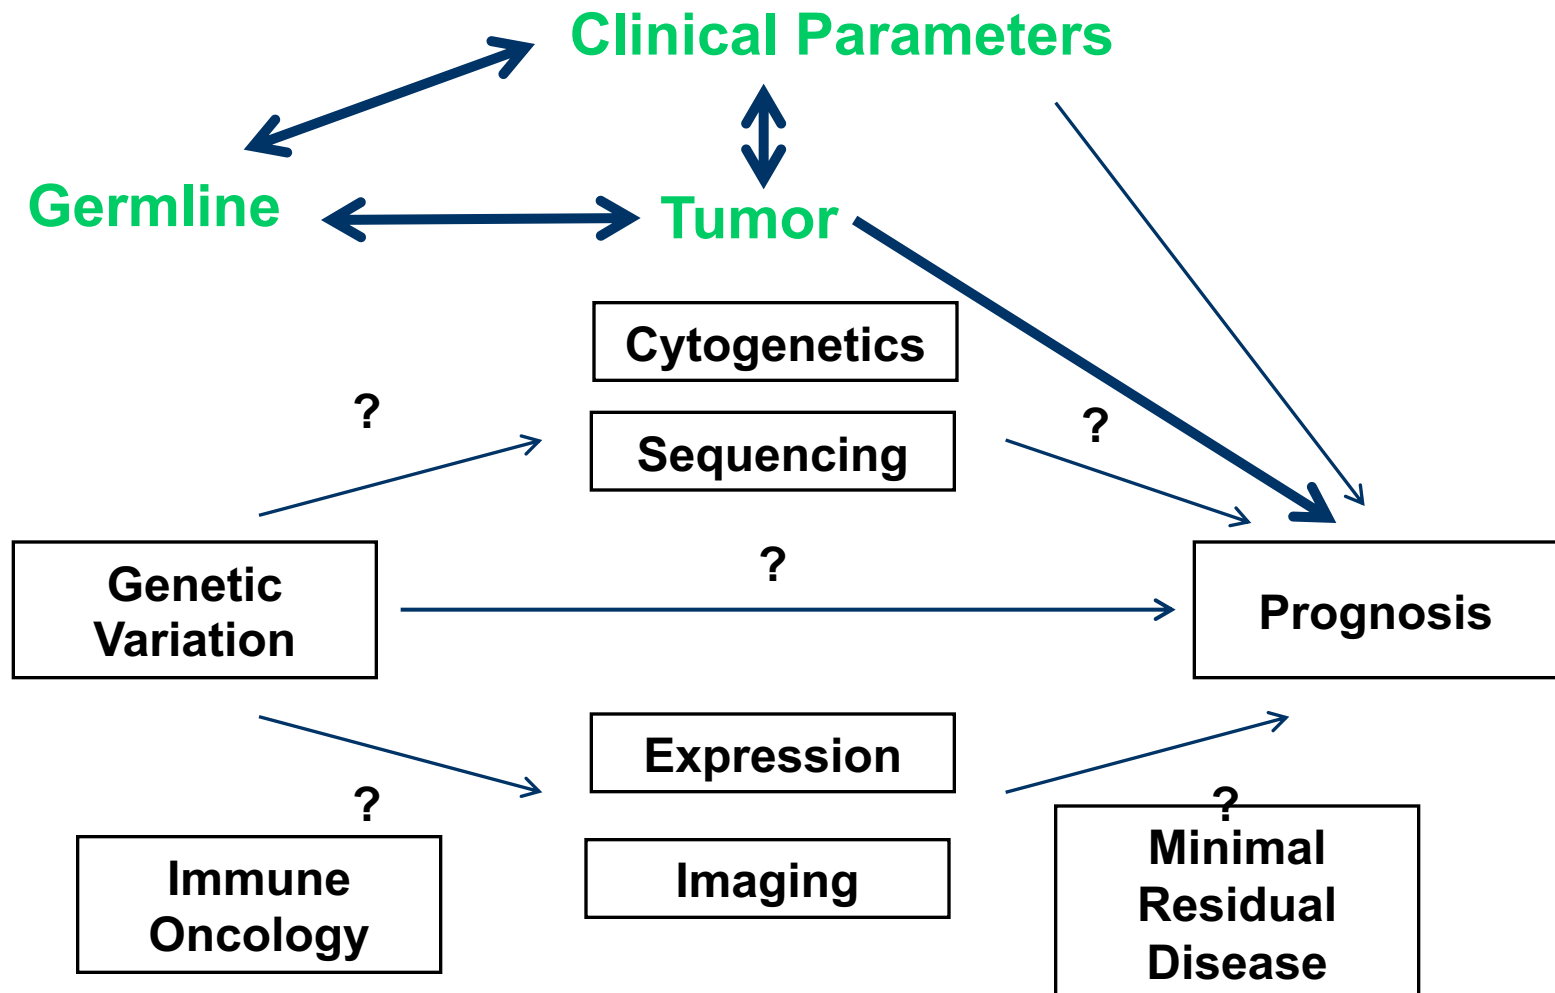 Clinical Parameters
Germline
Tumor
Cytogenetics
?
?
Sequencing
?
Genetic
Variation
Prognosis
Expression
?
?
Immune
Oncology
Imaging
Minimal
Residual
Disease